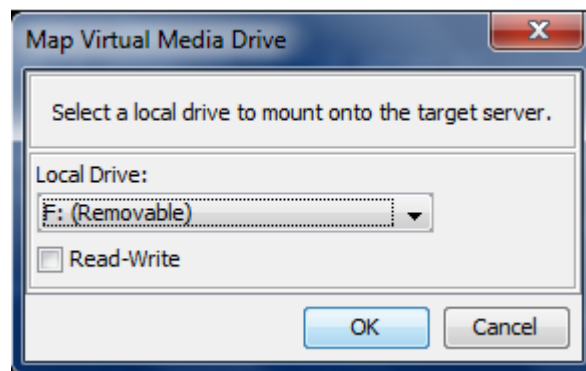 Map Virtual Media Drive
Select a local drive to mount onto the target server.
Local Drive:
F: (Removable)
Read-Write
OK Cancel